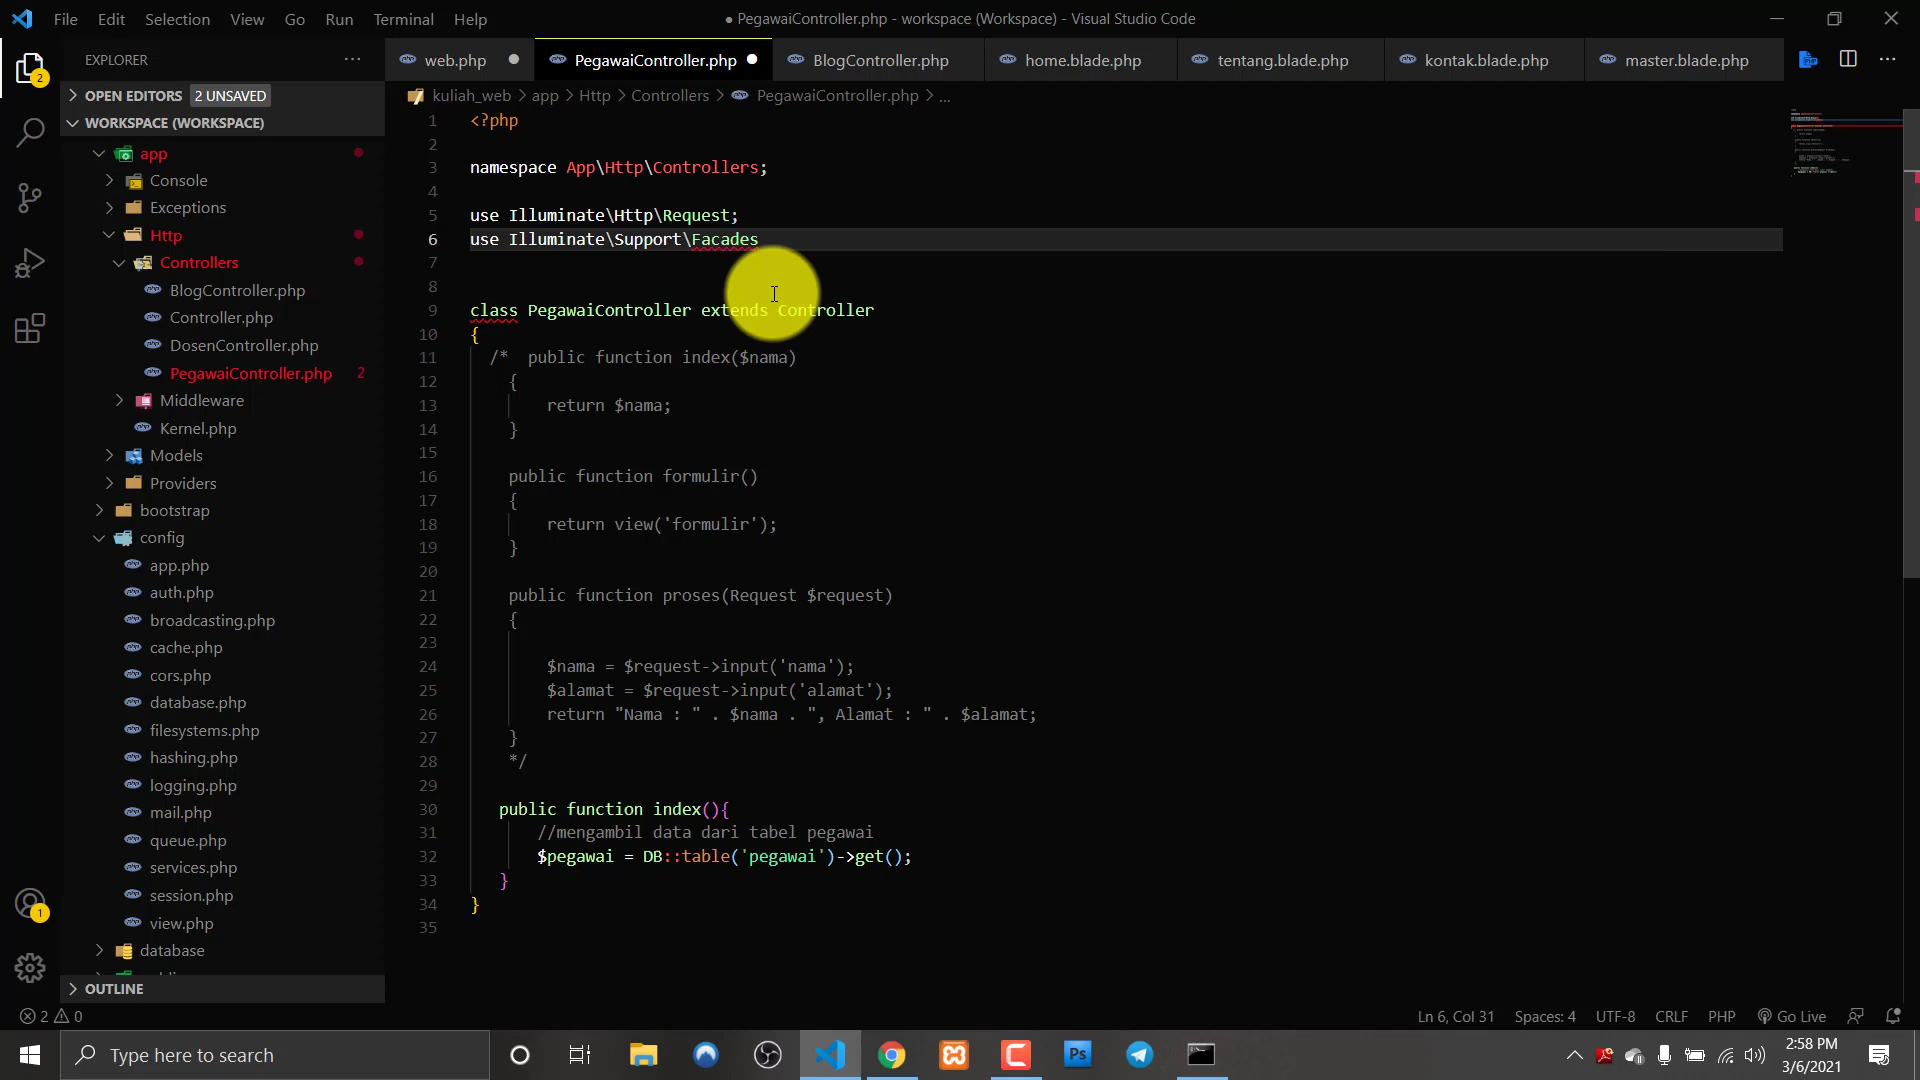 File Edit Selection View Go Run Terminal Help
● PegawaiController.php - workspace (Workspace) - Visual Studio Code
EXPLORER
web.php
PegawaiController.php
BlogController.php
home.blade.php
tentang.blade.php
kontak.blade.php
master.blade.php
2
OPEN EDITORS 2 UNSAVED
WORKSPACE (WORKSPACE)
app
Console
Exceptions
Http
Controllers
BlogController.php
Controller.php
DosenController.php
PegawaiController.php 2
Middleware
Kernel.php
Models
Providers
bootstrap
config
app.php
auth.php
broadcasting.php
cache.php
cors.php
database.php
filesystems.php
hashing.php
logging.php
mail.php
queue.php
services.php
session.php
view.php
database
OUTLINE
1
kuliah_web > app > Http > Controllers > PegawaiController.php > ...
1 <?php
2
3 namespace App\Http\Controllers;
4
5 use Illuminate\Http\Request;
6 use Illuminate\Support\Facades
7
8
9 class PegawaiController extends Controller
10 {
11 /* public function index($nama)
12 {
13 return $nama;
14 }
15
16 public function formulir()
17 {
18 return view('formulir');
19 }
20
21 public function proses(Request $request)
22 {
23
24 $nama = $request->input('nama');
25 $alamat = $request->input('alamat');
26 return "Nama : " . $nama . ", Alamat : " . $alamat;
27 }
28 */
29
30 public function index(){
31 //mengambil data dari tabel pegawai
32 $pegawai = DB::table('pegawai')->get();
33 }
34 }
35
2 0
Ln 6, Col 31 Spaces: 4 UTF-8 CRLF PHP Go Live
Type here to search
Ps
2:58 PM
3/6/2021